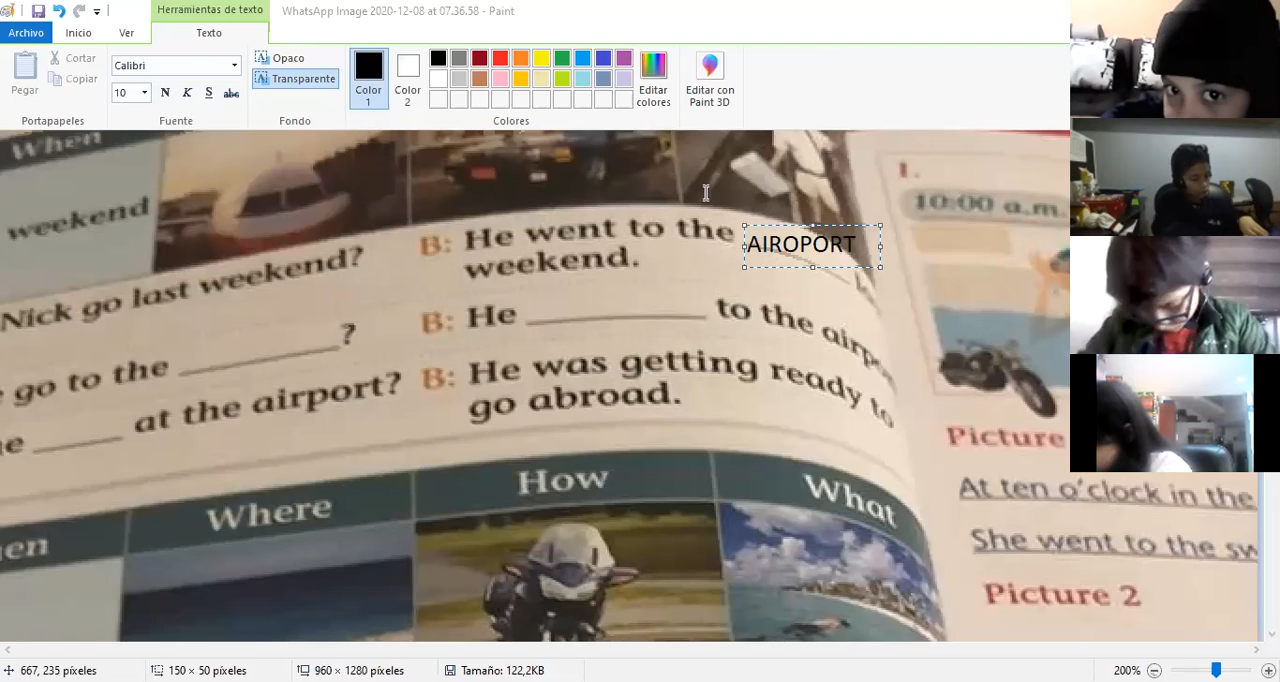 Herramientas de texto
WhatsApp Image 2020-12-08 at 07.36.58 - Paint
Archivo
Inicio
Ver
Texto
Pegar
Cortar
Copiar
Portapapeles
Calibri
10
N K S abc
Fuente
Opaco
Transparente
Fondo
Color 1
Color 2
Colores
Editar colores
Editar con Paint 3D
When
weekend
Nick go last weekend?
go to the ________?
____ at the airport?
B: He went to the AIROPORT
weekend.
B: He ________ to the
B: He was getting ready to
go abroad.
Where
How
What
1.
10:00 a.m.
Picture
At ten o'clock in the
She went to the
Picture 2
667, 235 píxeles
150 × 50 píxeles
960 × 1280 píxeles
Tamaño: 122,2KB
200%